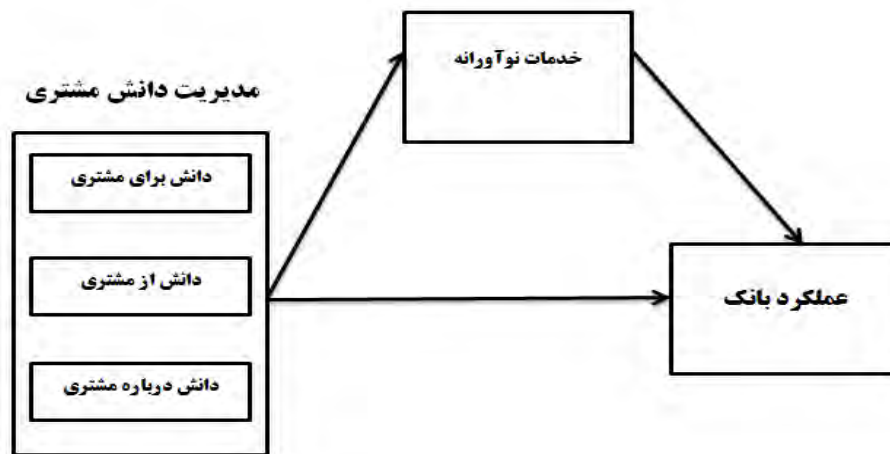 خدمات نوآورانه
مدیریت دانش مشتری
دانش برای مشتری
دانش از مشتری
دانش درباره مشتری
عملکرد بانک